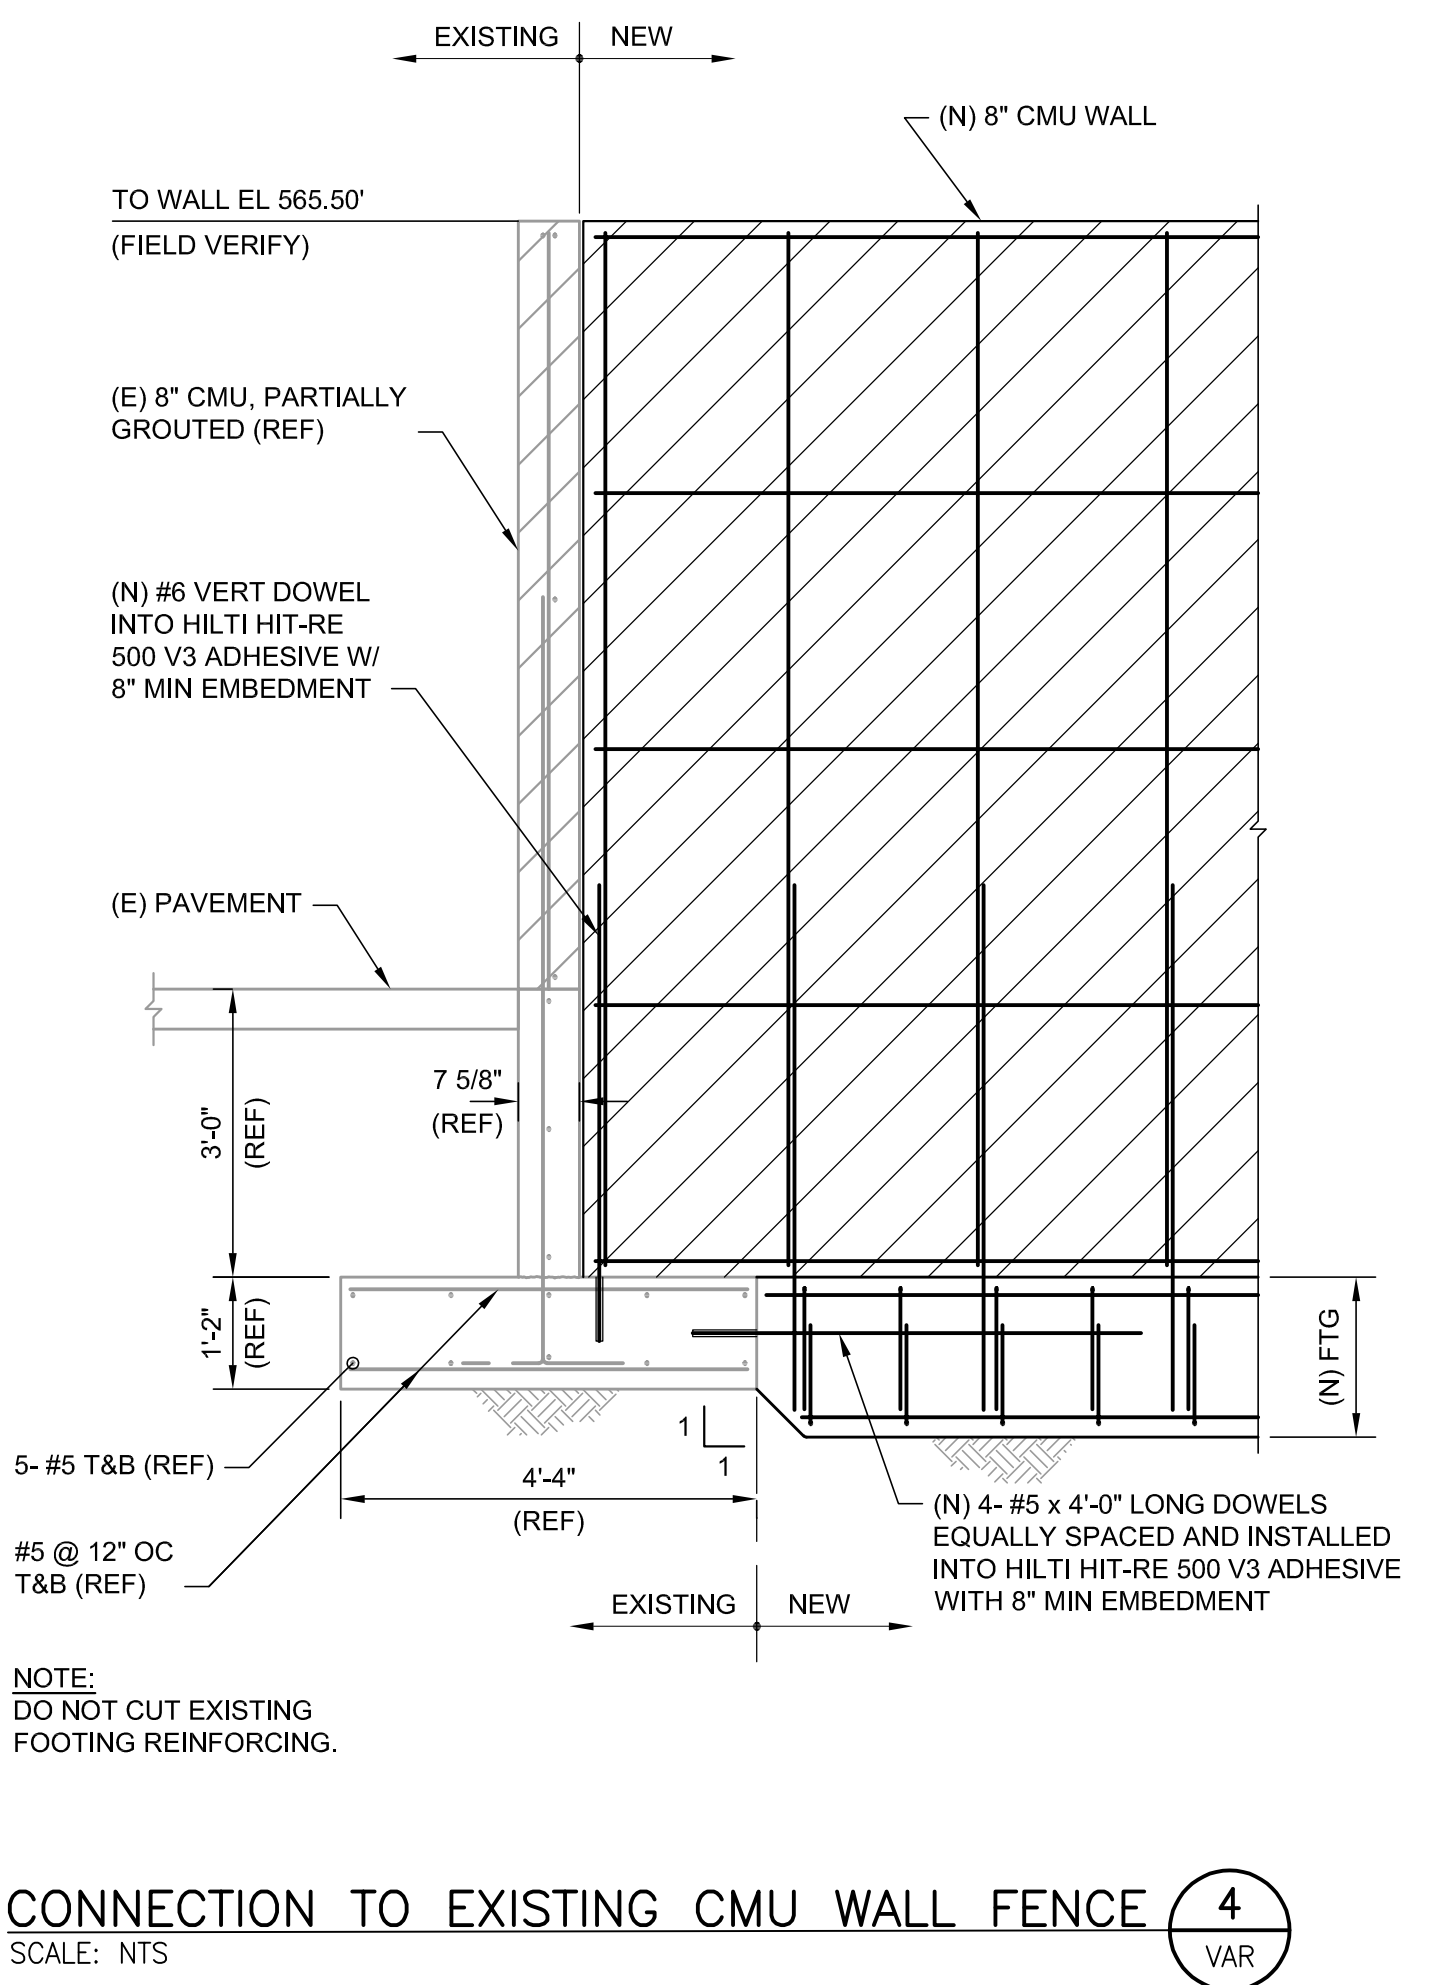 EXISTING NEW
(N) 8" CMU WALL
TO WALL EL 565.50'
(FIELD VERIFY)
(E) 8" CMU, PARTIALLY
GROUTED (REF)
(N) #6 VERT DOWEL
INTO HILTI HIT-RE
500 V3 ADHESIVE W/
8" MIN EMBEDMENT
(E) PAVEMENT
7 5/8"
(REF)
3'-0"
(REF)
1'-2"
(REF)
(N) FTG
1
1
5- #5 T&B (REF)
4'-4"
(REF)
#5 @ 12" OC
T&B (REF)
(N) 4- #5 x 4'-0" LONG DOWELS
EQUALLY SPACED AND INSTALLED
INTO HILTI HIT-RE 500 V3 ADHESIVE
WITH 8" MIN EMBEDMENT
EXISTING NEW
NOTE:
DO NOT CUT EXISTING
FOOTING REINFORCING.
CONNECTION TO EXISTING CMU WALL FENCE
4
VAR
SCALE: NTS